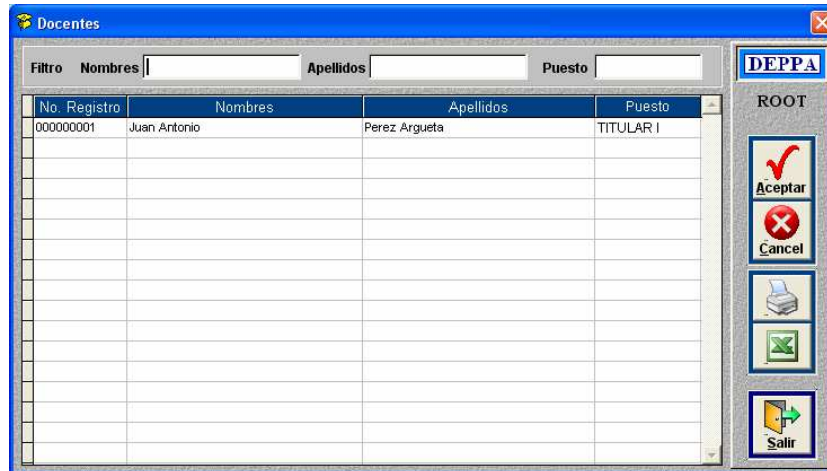 Docentes
Filtro Nombres Apellidos Puesto
DEPPA
ROOT
No. Registro Nombres Apellidos Puesto
000000001 Juan Antonio Perez Argueta TITULAR I
Aceptar
Cancel
Salir